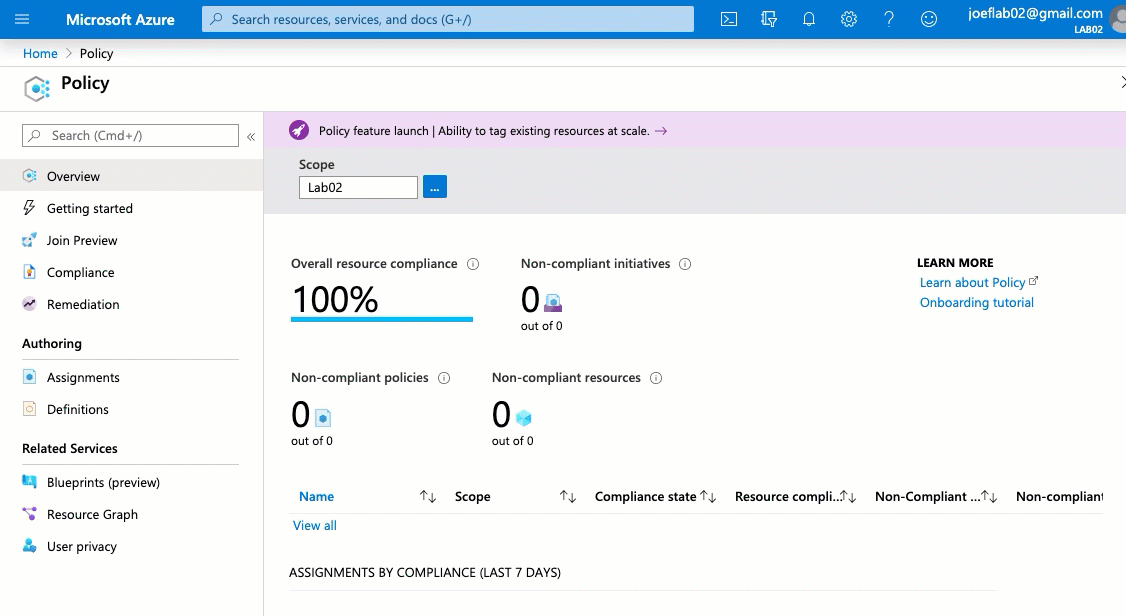 Microsoft Azure
Search resources, services, and docs (G+/)
joeflab02@gmail.com
LAB02
Home > Policy
Policy
Search (Cmd+/)
«
Overview
Getting started
Join Preview
Compliance
Remediation
Authoring
Assignments
Definitions
Related Services
Blueprints (preview)
Resource Graph
User privacy
Policy feature launch | Ability to tag existing resources at scale. →
Scope
Lab02
...
Overall resource compliance
100%
Non-compliant initiatives
0
out of 0
LEARN MORE
Learn about Policy
Onboarding tutorial
Non-compliant policies
0
out of 0
Non-compliant resources
0
out of 0
Name ↑↓ Scope ↑↓ Compliance state ↑↓ Resource compli...↑↓ Non-Compliant ...↑↓ Non-compliant
View all
ASSIGNMENTS BY COMPLIANCE (LAST 7 DAYS)